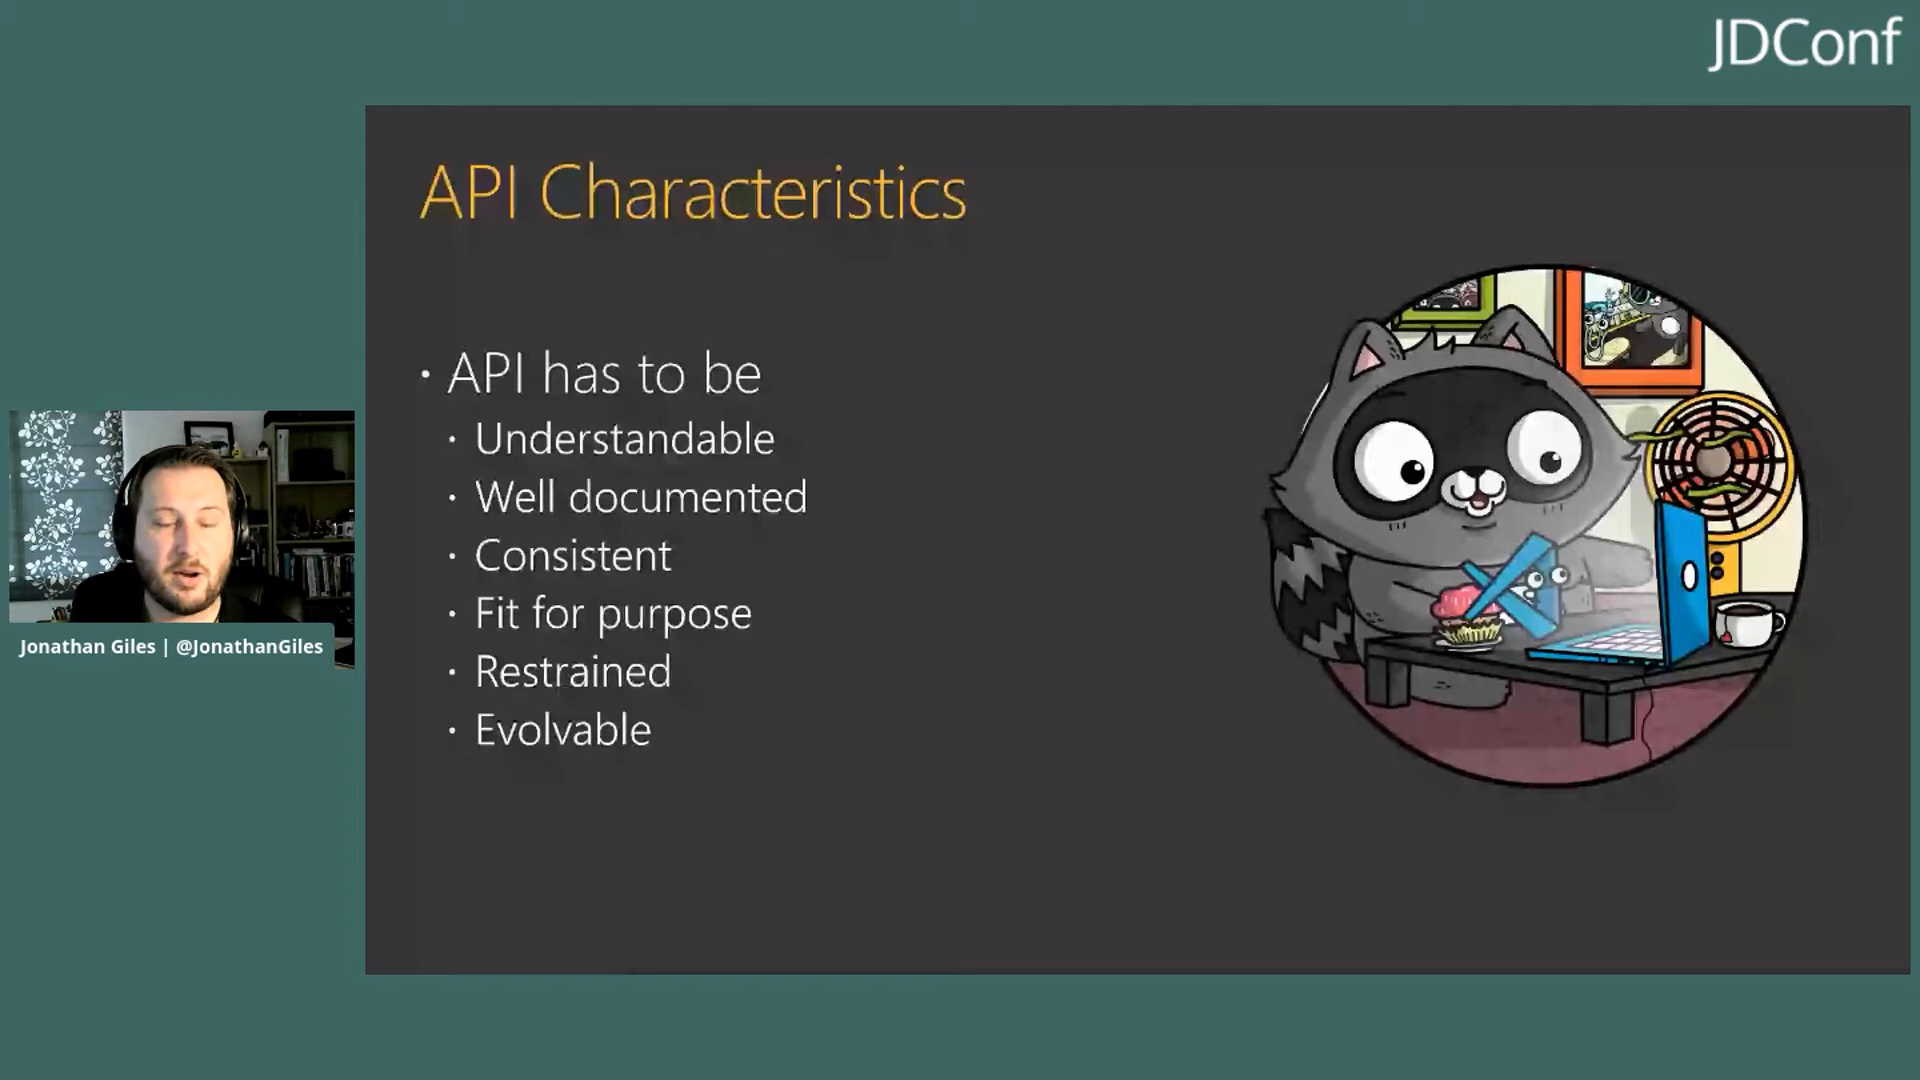 JDConf
API Characteristics
· API has to be
· Understandable
· Well documented
· Consistent
· Fit for purpose
· Restrained
· Evolvable
Jonathan Giles | @JonathanGiles